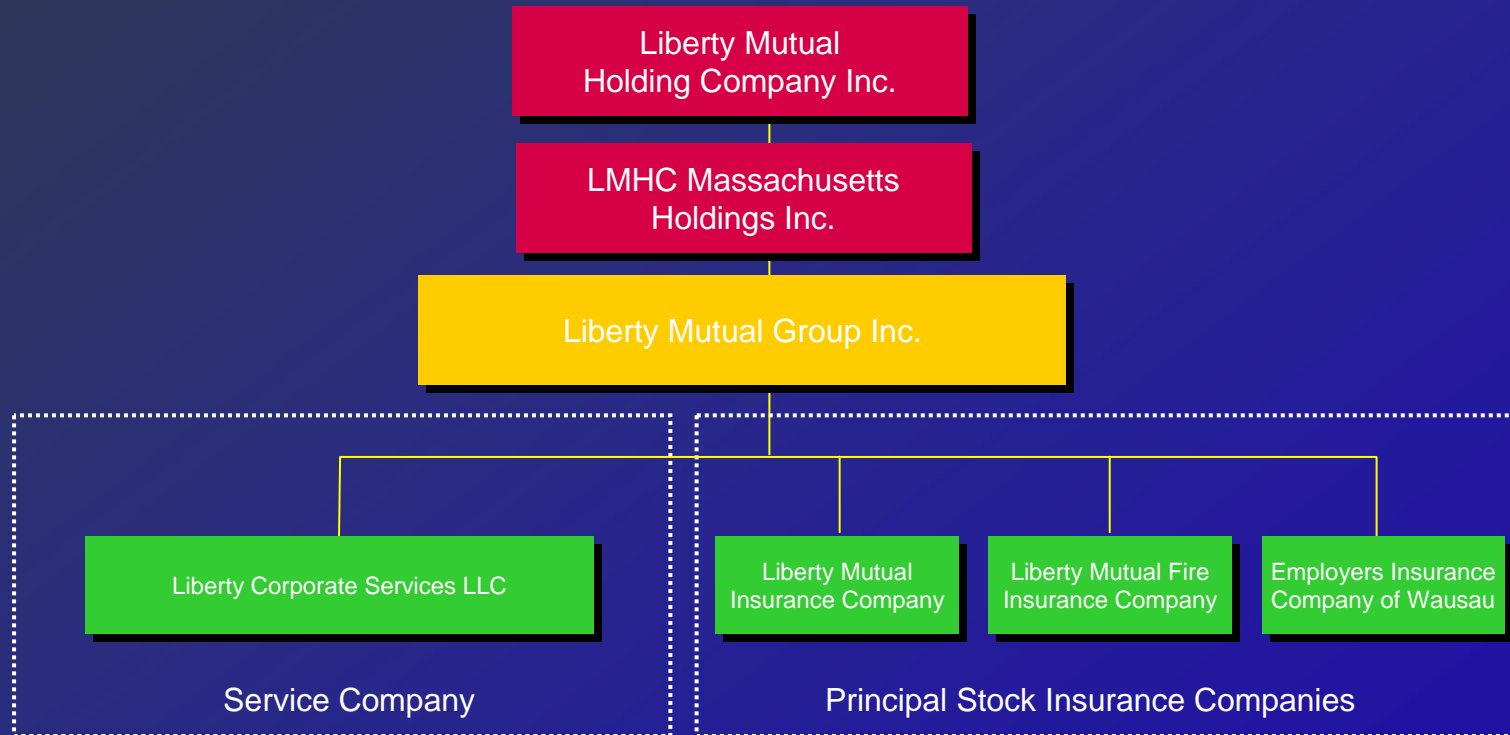 Liberty Mutual
Holding Company Inc.
LMHC Massachusetts
Holdings Inc.
Liberty Mutual Group Inc.
Liberty Corporate Services LLC
Liberty Mutual
Insurance Company
Liberty Mutual Fire
Insurance Company
Employers Insurance
Company of Wausau
Service Company
Principal Stock Insurance Companies